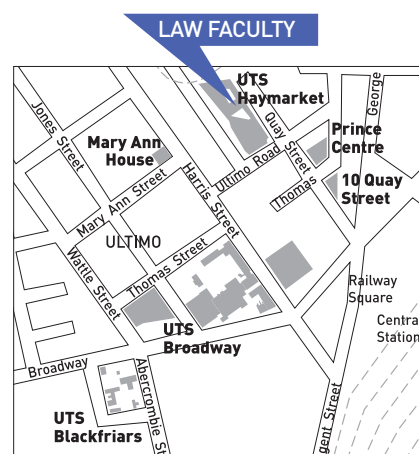 LAW FACULTY
UTS
Haymarket
George
Jones
Street
Quay Street
Prince
Centre
Mary Ann
House
Ultimo Road
Thomas
10 Quay
Street
Harris Street
Mary Ann Street
ULTIMO
Wattle Street
Thomas Street
Railway
Square
Centra
Station
UTS
Broadway
Broadway
Abercrombie St
gent Street
UTS
Blackfriars